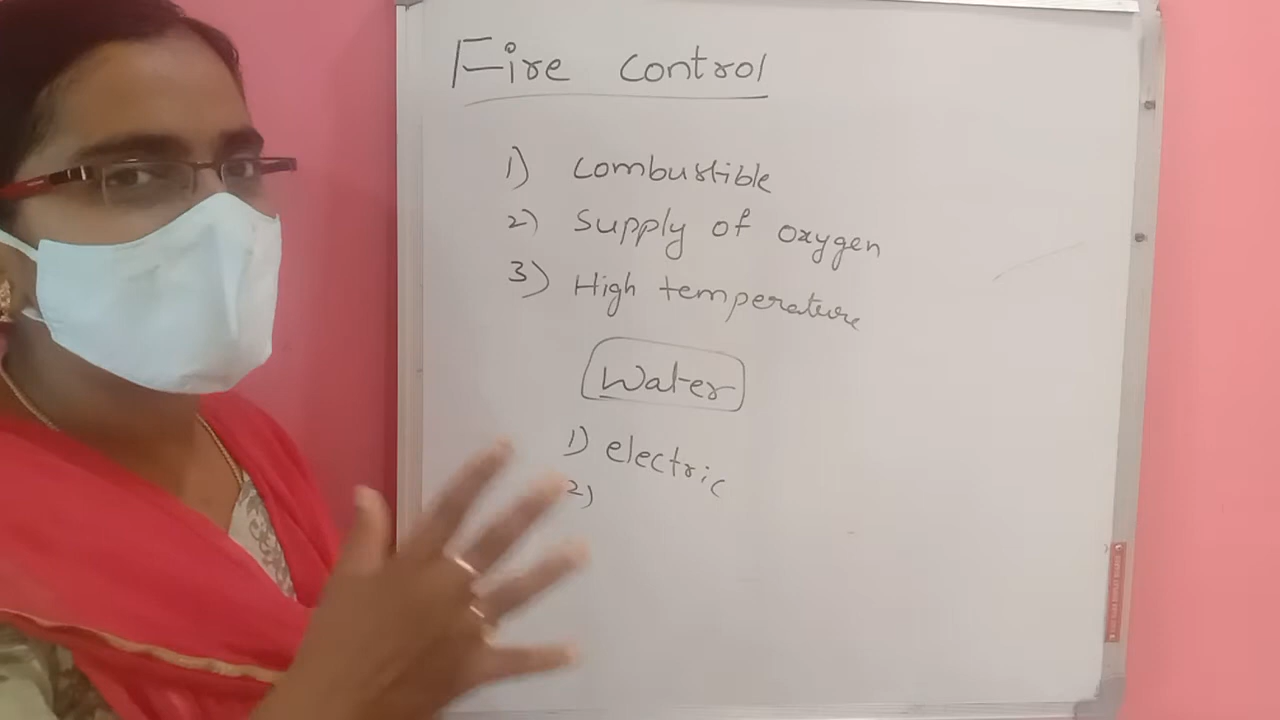 Fire control
1) combustible
2) supply of oxygen
3) High temperature
Water
1) electric
2)